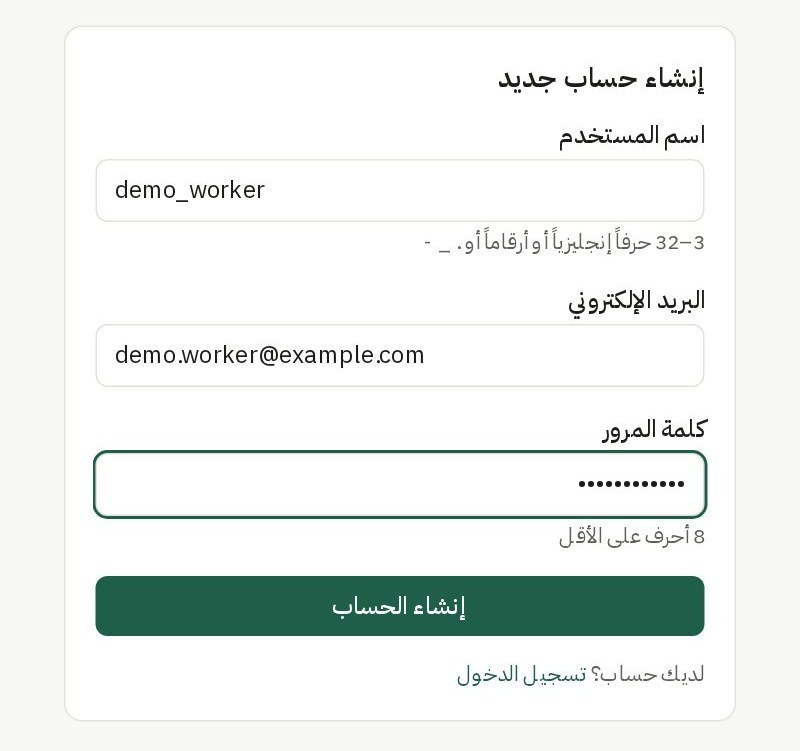 إنشاء حساب جديد
اسم المستخدم
demo_worker
3–32 حرفاً إنجليزياً أو أرقاماً أو . _ -
البريد الإلكتروني
demo.worker@example.com
كلمة المرور
••••••••••••
8 أحرف على الأقل
إنشاء الحساب
لديك حساب؟ تسجيل الدخول